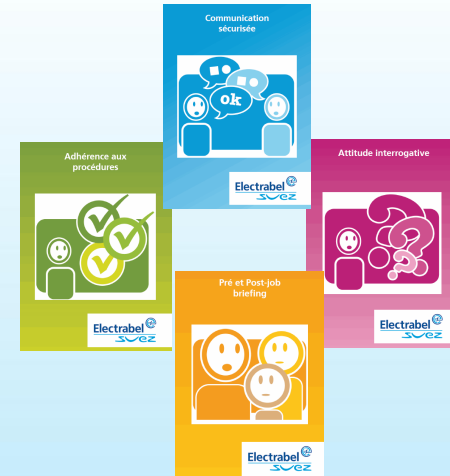 Communication
sécurisée
ok
Electrabel
suez
Adhérence aux
procédures
Electrabel
suez
Attitude interrogative
? ? ?
Electrabel
suez
Pré et Post-job
briefing
Electrabel
suez